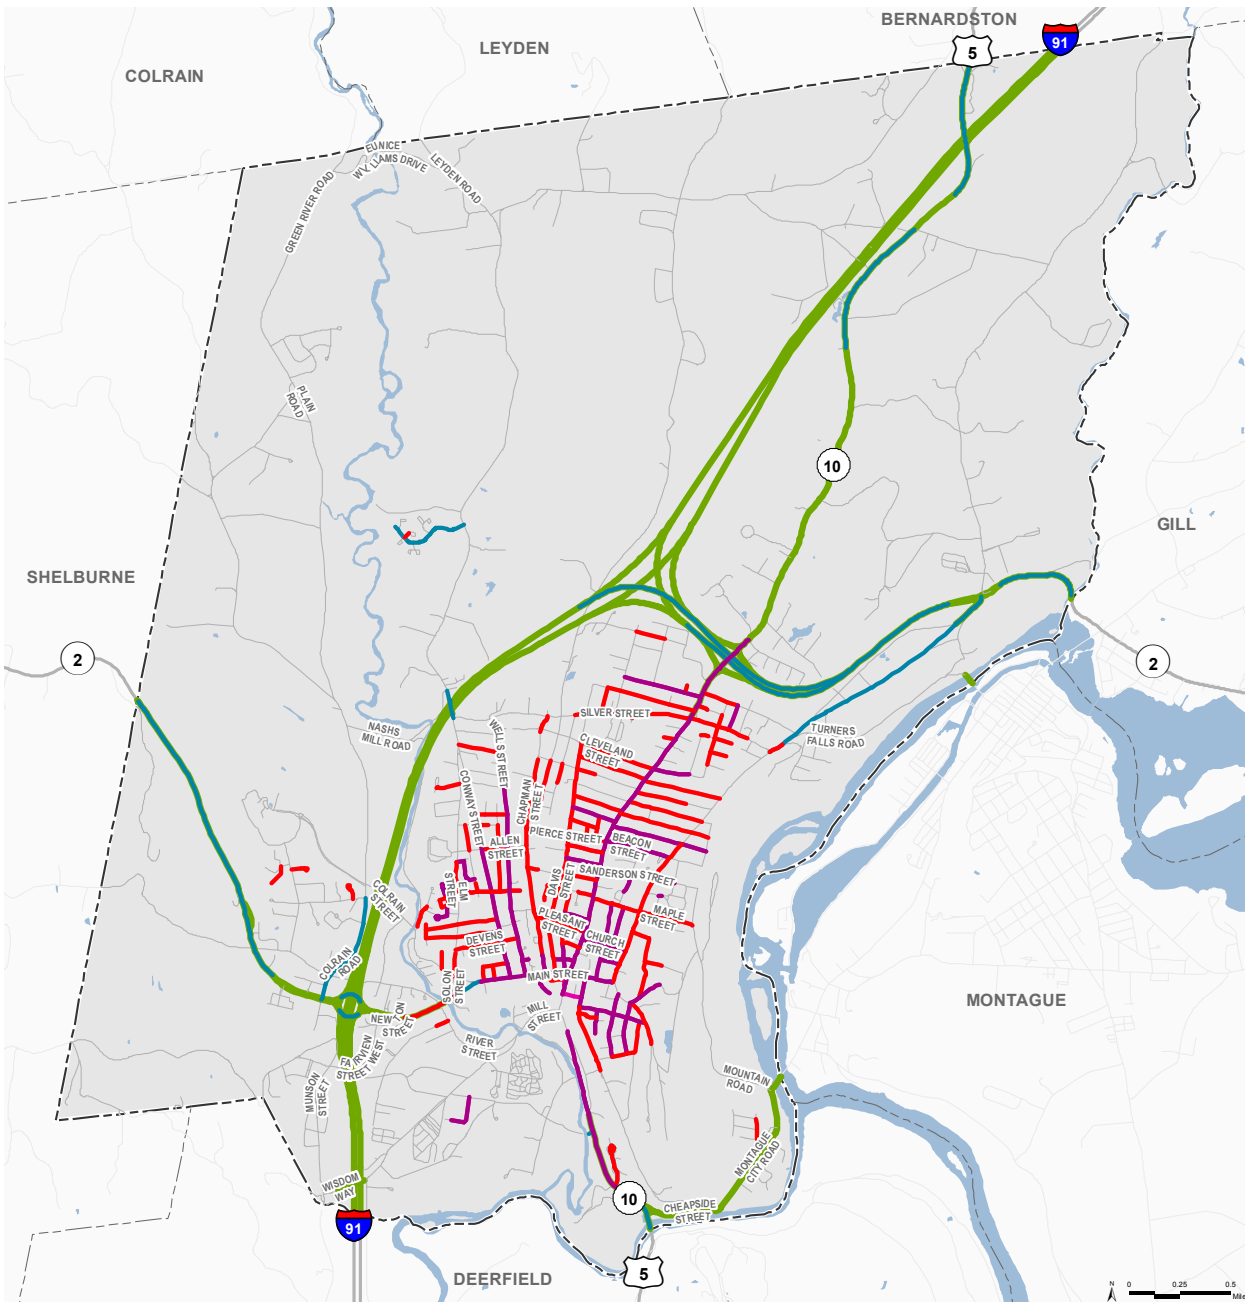 BERNARDSTON
LEYDEN
91
5
COLRAIN
EUNICE
WILLIAMS DRIVE
LEYDEN ROAD
GREEN RIVER ROAD
PLAIN
ROAD
10
GILL
SHELBURNE
2
2
NASHS
MILL ROAD
WELLS STREET
SILVER STREET
TURNERS
FALLS ROAD
CLEVELAND
STREET
CONWAY STREET
CHAPMAN
STREET
PIERCE STREET
BEACON
STREET
ALLEN
STREET
SANDERSON STREET
DAVIS
STREET
ELM
STREET
COLRAIN
STREET
PLEASANT
STREET
MAPLE
STREET
CHURCH
STREET
DEVENS
STREET
COLRAIN
ROAD
MAIN STREET
SOLON
STREET
MONTAGUE
NEWTON
STREET
MILL
STREET
RIVER
STREET
FAIRVIEW
STREET WEST
MUNSON
STREET
MOUNTAIN
ROAD
MONTAGUE
CITY ROAD
WISDOM
WAY
10
CHEAPSIDE
STREET
91
5
DEERFIELD
N
0 0.25 0.5
Mile